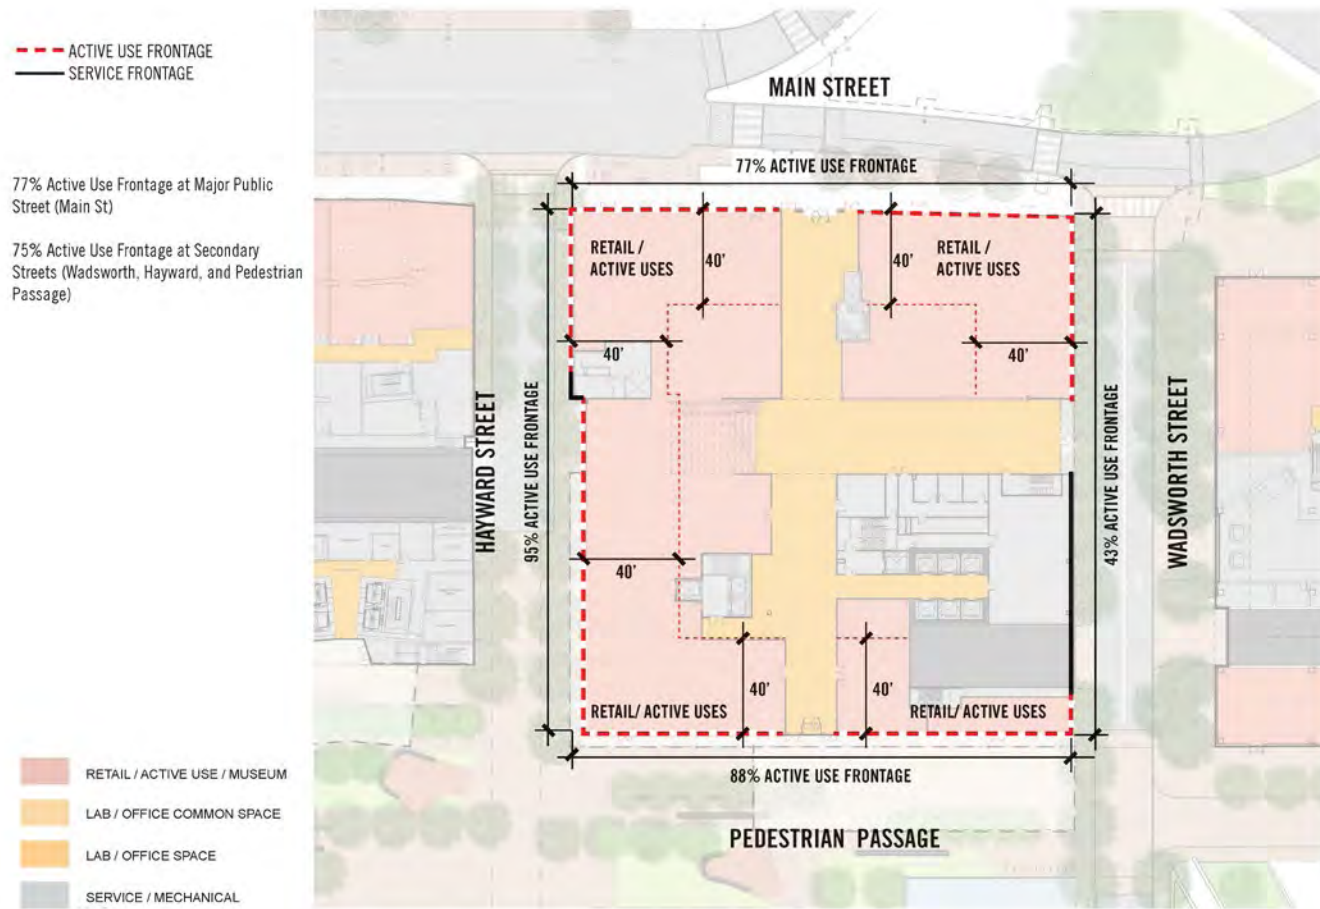 ACTIVE USE FRONTAGE
SERVICE FRONTAGE
77% Active Use Frontage at Major Public
Street (Main St)
75% Active Use Frontage at Secondary
Streets (Wadsworth, Hayward, and Pedestrian
Passage)
MAIN STREET
77% ACTIVE USE FRONTAGE
RETAIL /
ACTIVE USES
40'
40'
RETAIL /
ACTIVE USES
40'
40'
HAYWARD STREET
95% ACTIVE USE FRONTAGE
43% ACTIVE USE FRONTAGE
WADSWORTH STREET
40'
40'
40'
RETAIL/ ACTIVE USES
RETAIL/ ACTIVE USES
88% ACTIVE USE FRONTAGE
PEDESTRIAN PASSAGE
RETAIL / ACTIVE USE / MUSEUM
LAB / OFFICE COMMON SPACE
LAB / OFFICE SPACE
SERVICE / MECHANICAL